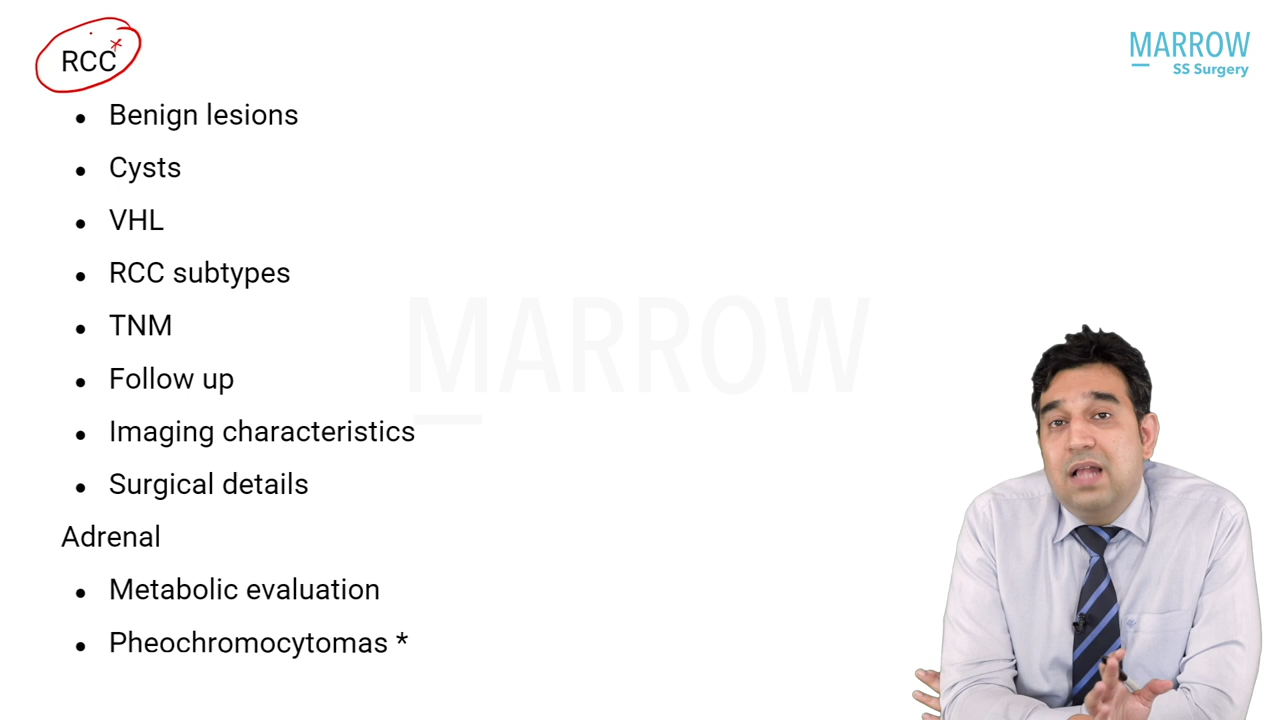 RCC*
MARROW
SS Surgery
• Benign lesions
• Cysts
• VHL
• RCC subtypes
• TNM
• Follow up
• Imaging characteristics
• Surgical details
Adrenal
• Metabolic evaluation
• Pheochromocytomas *
MARROW